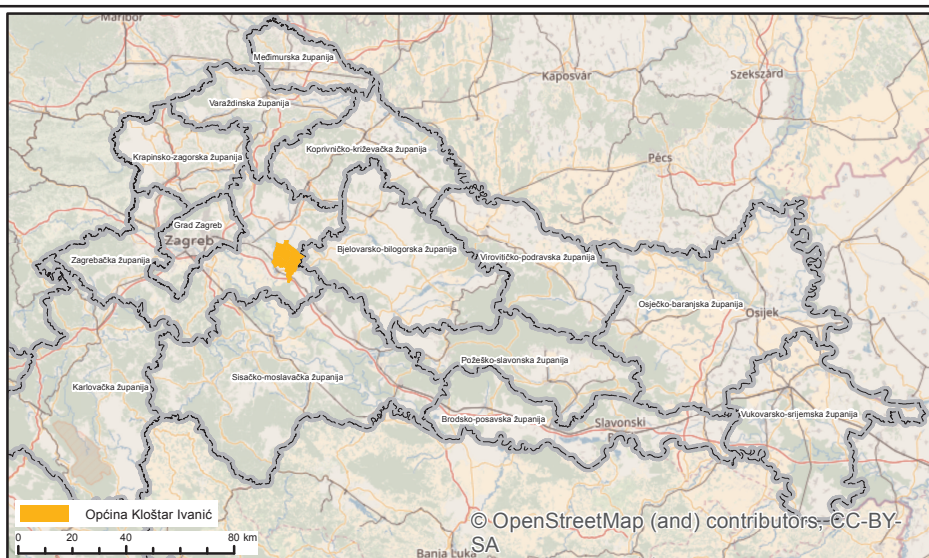 Maribor
Međimurska županija
Kaposvár
Szekszárd
Varaždinska županija
Koprivničko-križevačka županija
Krapinsko-zagorska županija
Pécs
Grad Zagreb
Zagreb
Bjelovarsko-bilogorska županija
Zagrebačka županija
Virovitičko-podravska županija
Osječko-baranjska županija
Osijek
Požeško-slavonska županija
Sisačko-moslavačka županija
Karlovačka županija
Vukovarsko-srijemska županija
Brodsko-posavska županija
Slavonski
Općina Kloštar Ivanić
© OpenStreetMap (and) contributors, CC-BY-
SA
0 20 40 80 km
Banja Luka